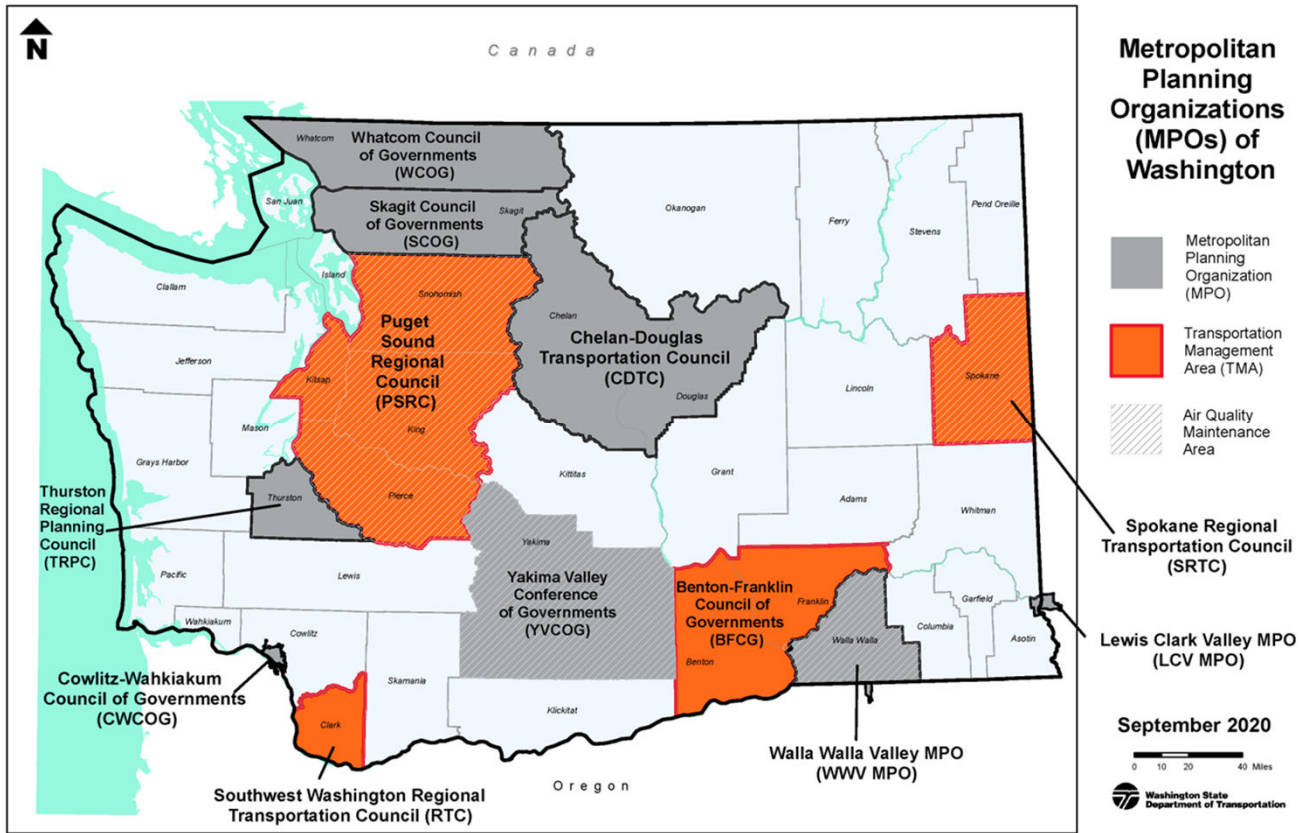 N
Canada
Metropolitan
Planning
Organizations
(MPOs) of
Washington
Metropolitan
Planning
Organization
(MPO)
Transportation
Management
Area (TMA)
Air Quality
Maintenance
Area
Whatcom
Whatcom Council
of Governments
(WCOG)
San Juan
Skagit
Skagit Council
of Governments
(SCOG)
Okanogan
Ferry
Stevens
Pend Oreille
Island
Clallam
Snohomish
Puget
Sound
Regional
Council
(PSRC)
Chelan
Chelan-Douglas
Transportation Council
(CDTC)
Douglas
Jefferson
Kitsap
King
Lincoln
Spokane
Mason
Grays Harbor
Kittitas
Grant
Thurston
Pierce
Adams
Whitman
Thurston
Regional
Planning
Council
(TRPC)
Spokane Regional
Transportation Council
(SRTC)
Yakima
Yakima Valley
Conference
of Governments
(YVCOG)
Pacific
Lewis
Benton-Franklin
Council of
Governments
(BFCG)
Franklin
Benton
Walla Walla
Columbia
Garfield
Asotin
Wahkiakum
Cowlitz
Skamania
Klickitat
Clark
Lewis Clark Valley MPO
(LCV MPO)
Cowlitz-Wahkiakum
Council of Governments
(CWCOG)
Walla Walla Valley MPO
(WWV MPO)
Southwest Washington Regional
Transportation Council (RTC)
Oregon
September 2020
0 10 20 40 Miles
Washington State
Department of Transportation